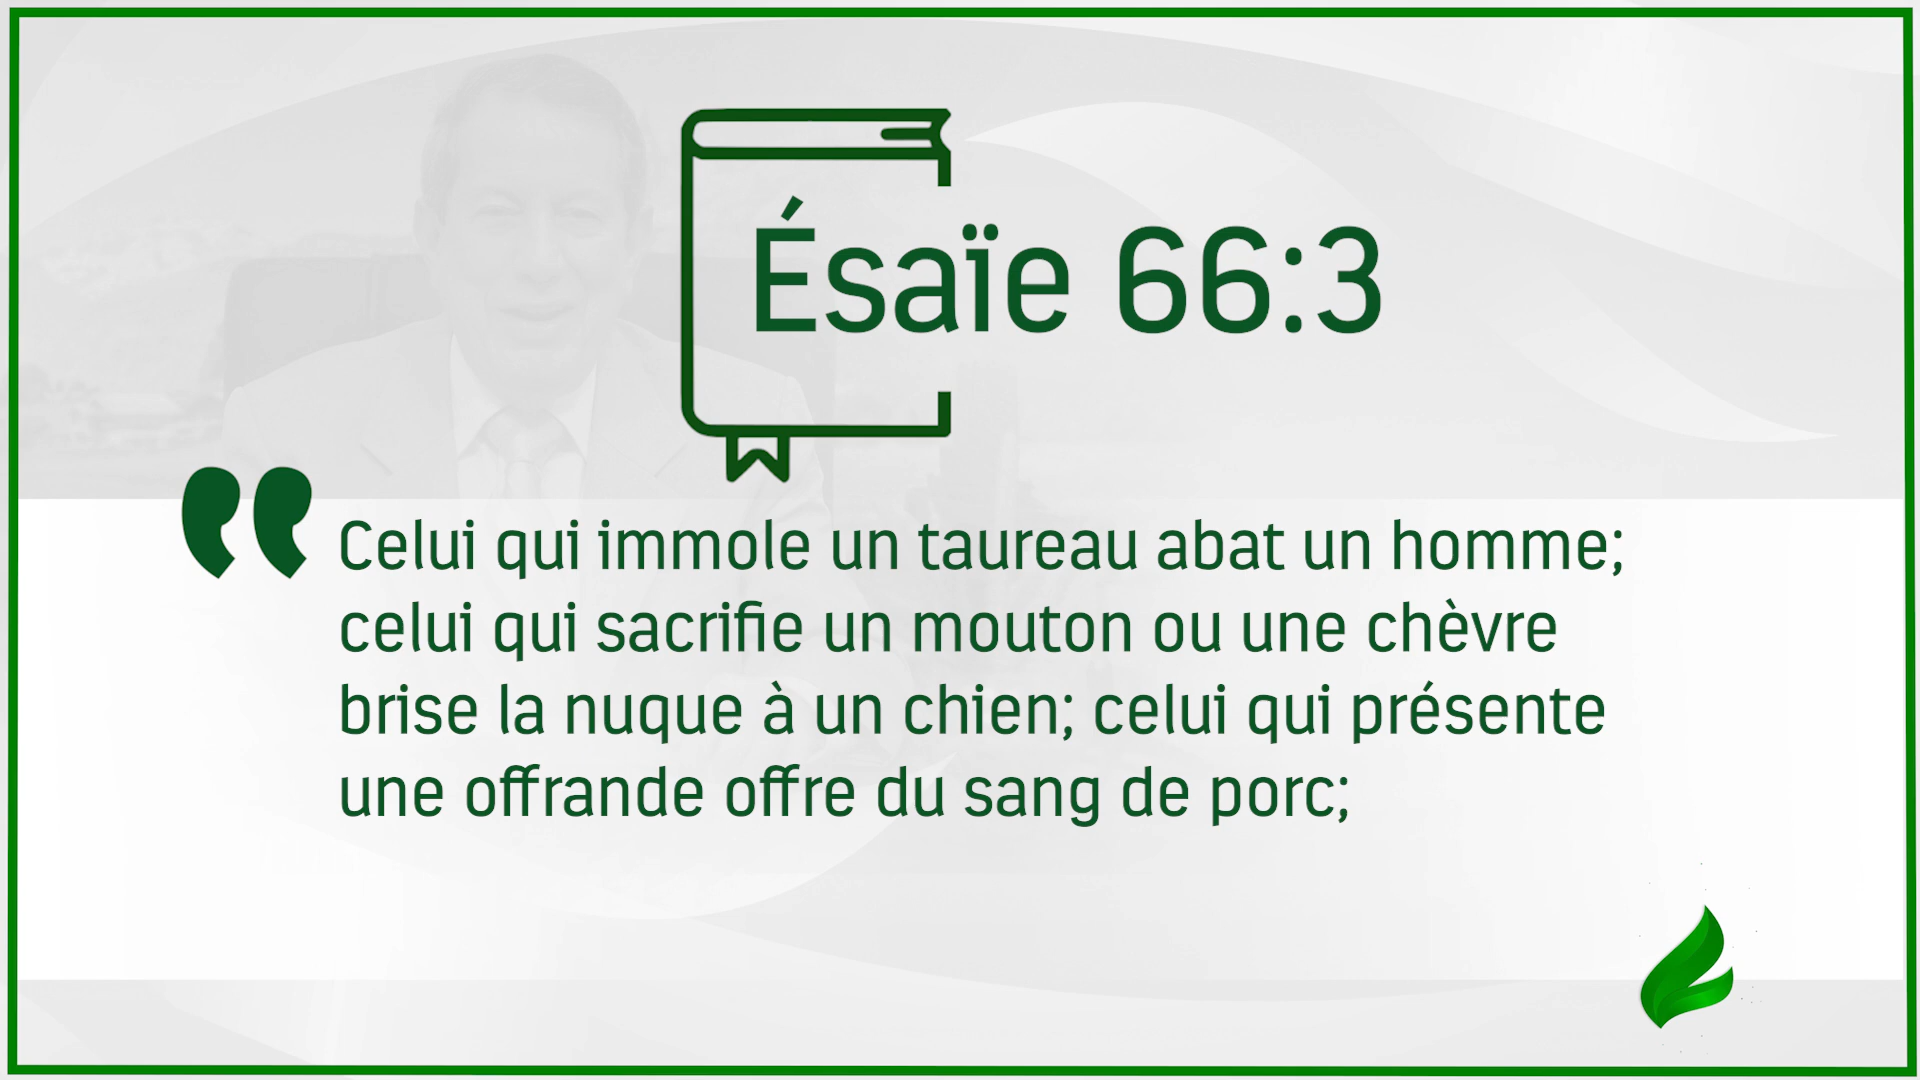 Ésaïe 66:3
Celui qui immole un taureau abat un homme;
celui qui sacrifie un mouton ou une chèvre
brise la nuque à un chien; celui qui présente
une offrande offre du sang de porc;